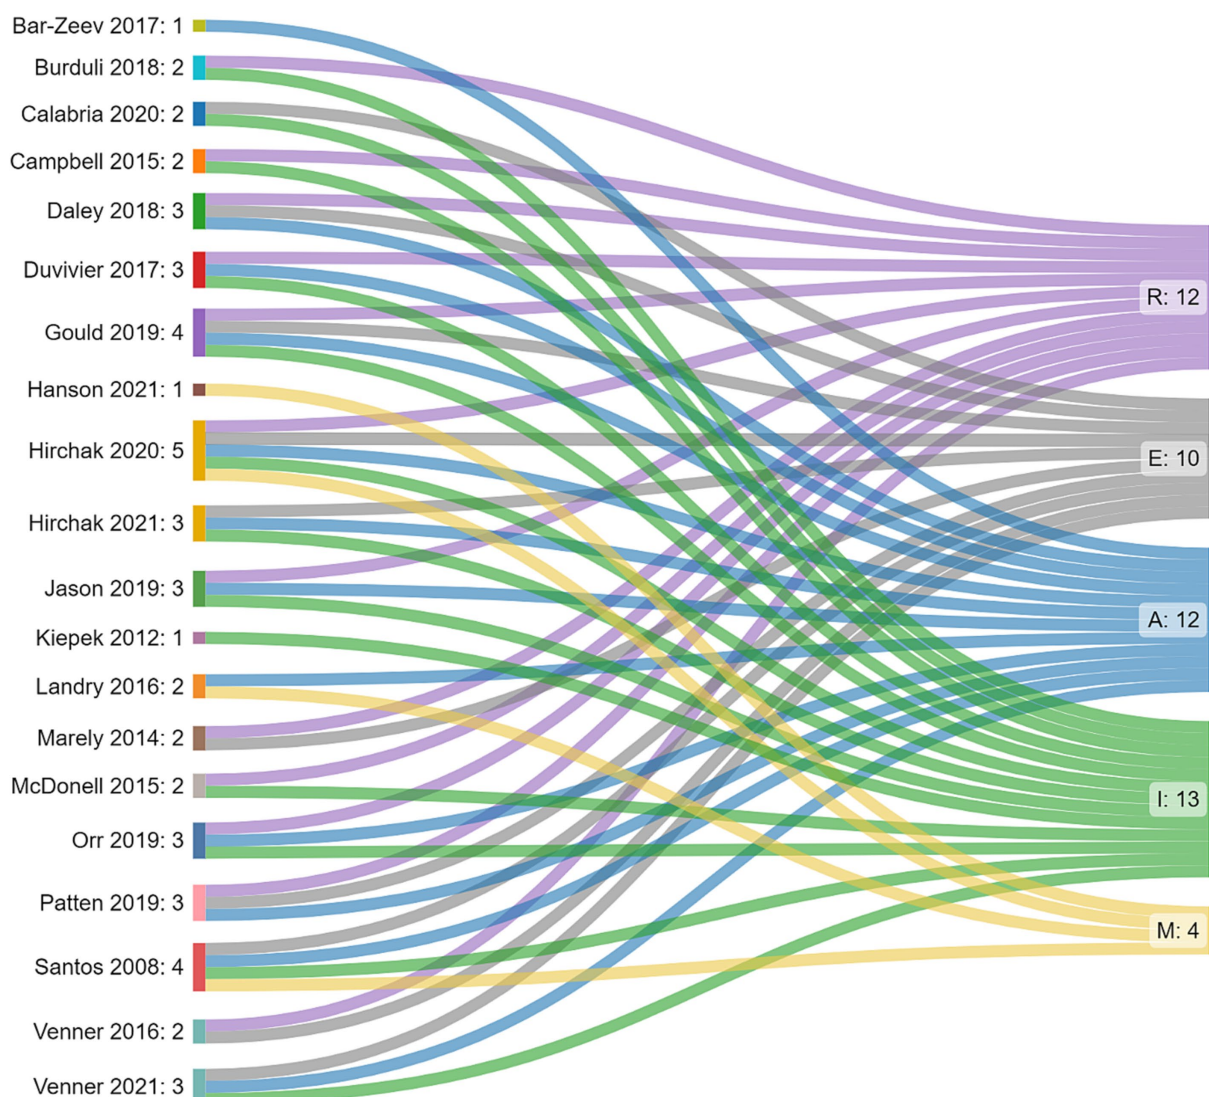 Bar-Zeev 2017: 1
Burduli 2018: 2
Calabria 2020: 2
Campbell 2015: 2
Daley 2018: 3
Duvivier 2017: 3
Gould 2019: 4
Hanson 2021: 1
Hirchak 2020: 5
Hirchak 2021: 3
Jason 2019: 3
Kiepek 2012: 1
Landry 2016: 2
Marely 2014: 2
McDonell 2015: 2
Orr 2019: 3
Patten 2019: 3
Santos 2008: 4
Venner 2016: 2
Venner 2021: 3
R: 12
E: 10
A: 12
I: 13
M: 4